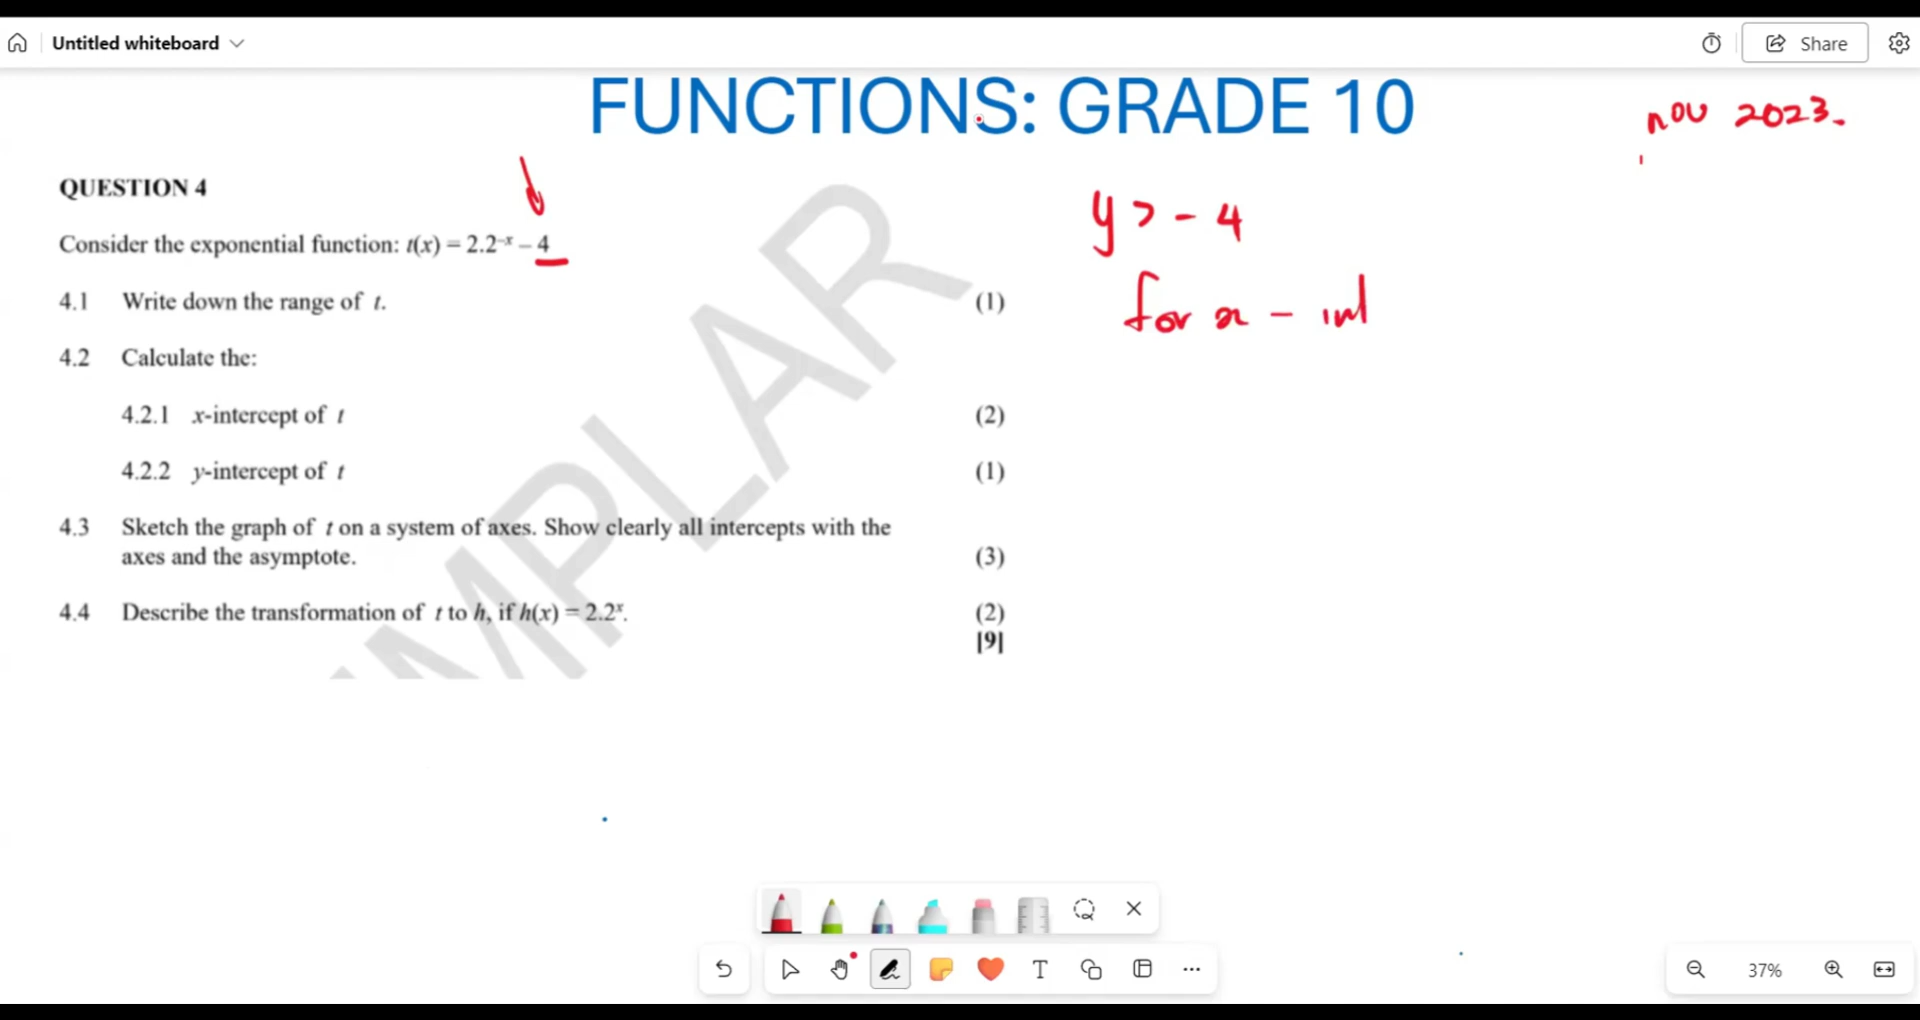 Untitled whiteboard
Share
FUNCTIONS: GRADE 10
nov 2023.
QUESTION 4
Consider the exponential function: t(x) = 2.2⁻ˣ – 4
4.1 Write down the range of t. (1)
4.2 Calculate the:
4.2.1 x-intercept of t (2)
4.2.2 y-intercept of t (1)
4.3 Sketch the graph of t on a system of axes. Show clearly all intercepts with the
axes and the asymptote. (3)
4.4 Describe the transformation of t to h, if h(x) = 2.2ˣ. (2)
[9]
y > - 4
for x - int
MPLAR
T
37%